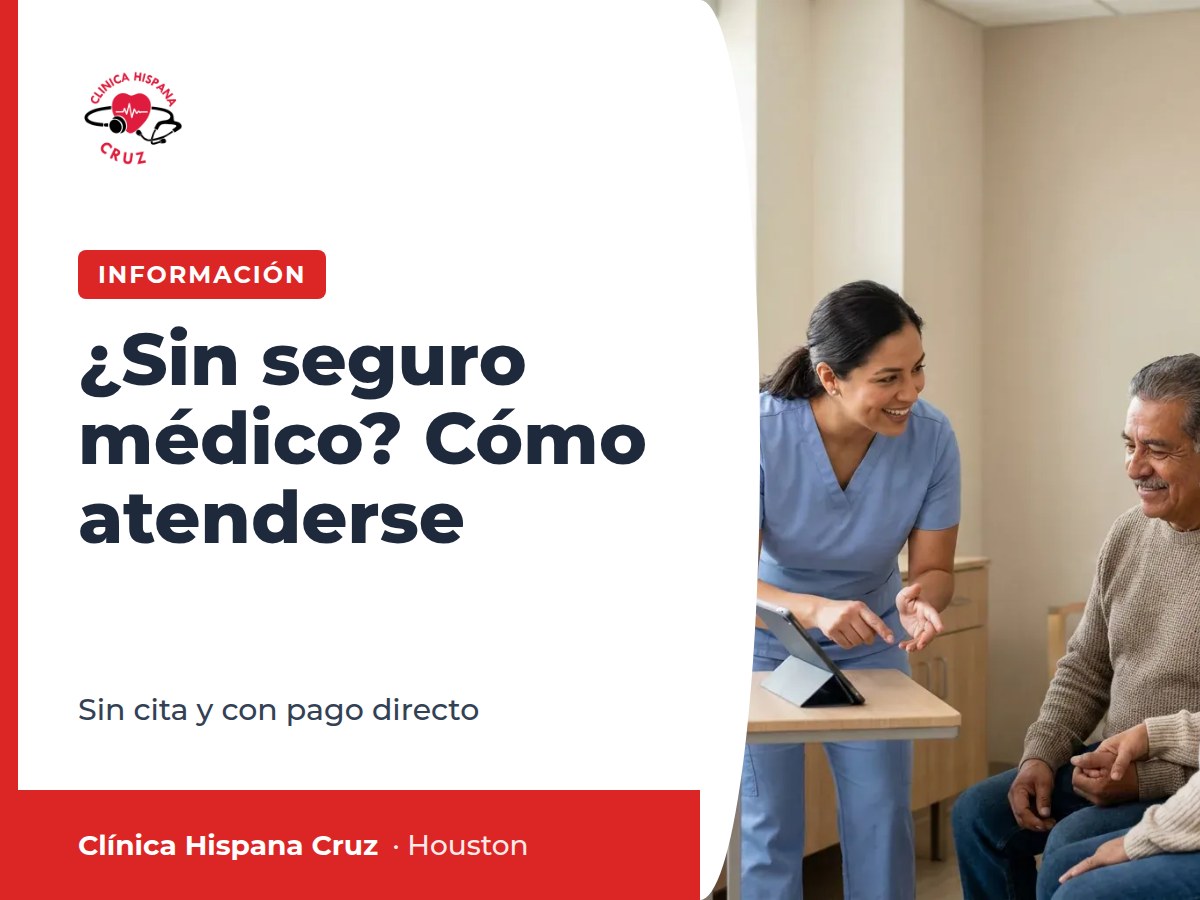 CLINICA HISPANA
CRUZ
INFORMACIÓN
¿Sin seguro
médico? Cómo
atenderse
Sin cita y con pago directo
Clínica Hispana Cruz · Houston